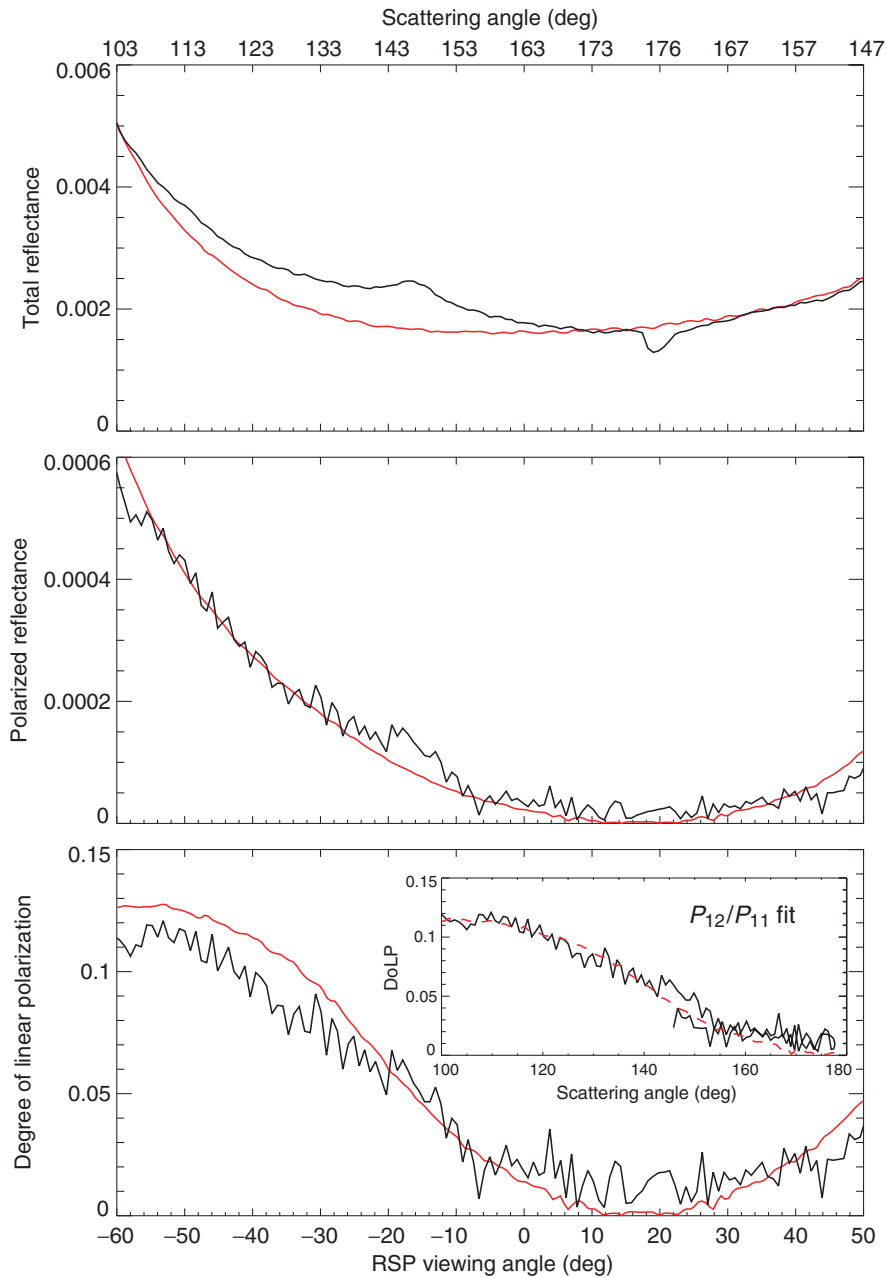 Scattering angle (deg)
103 113 123 133 143 153 163 173 176 167 157 147
0.006
0.004
0.002
0
Total reflectance
0.0006
0.0004
0.0002
0
Polarized reflectance
0.15
0.1
0.05
0
Degree of linear polarization
P12/P11 fit
0.15
0.1
0.05
0
DoLP
100 120 140 160 180
Scattering angle (deg)
−60 −50 −40 −30 −20 −10 0 10 20 30 40 50
RSP viewing angle (deg)